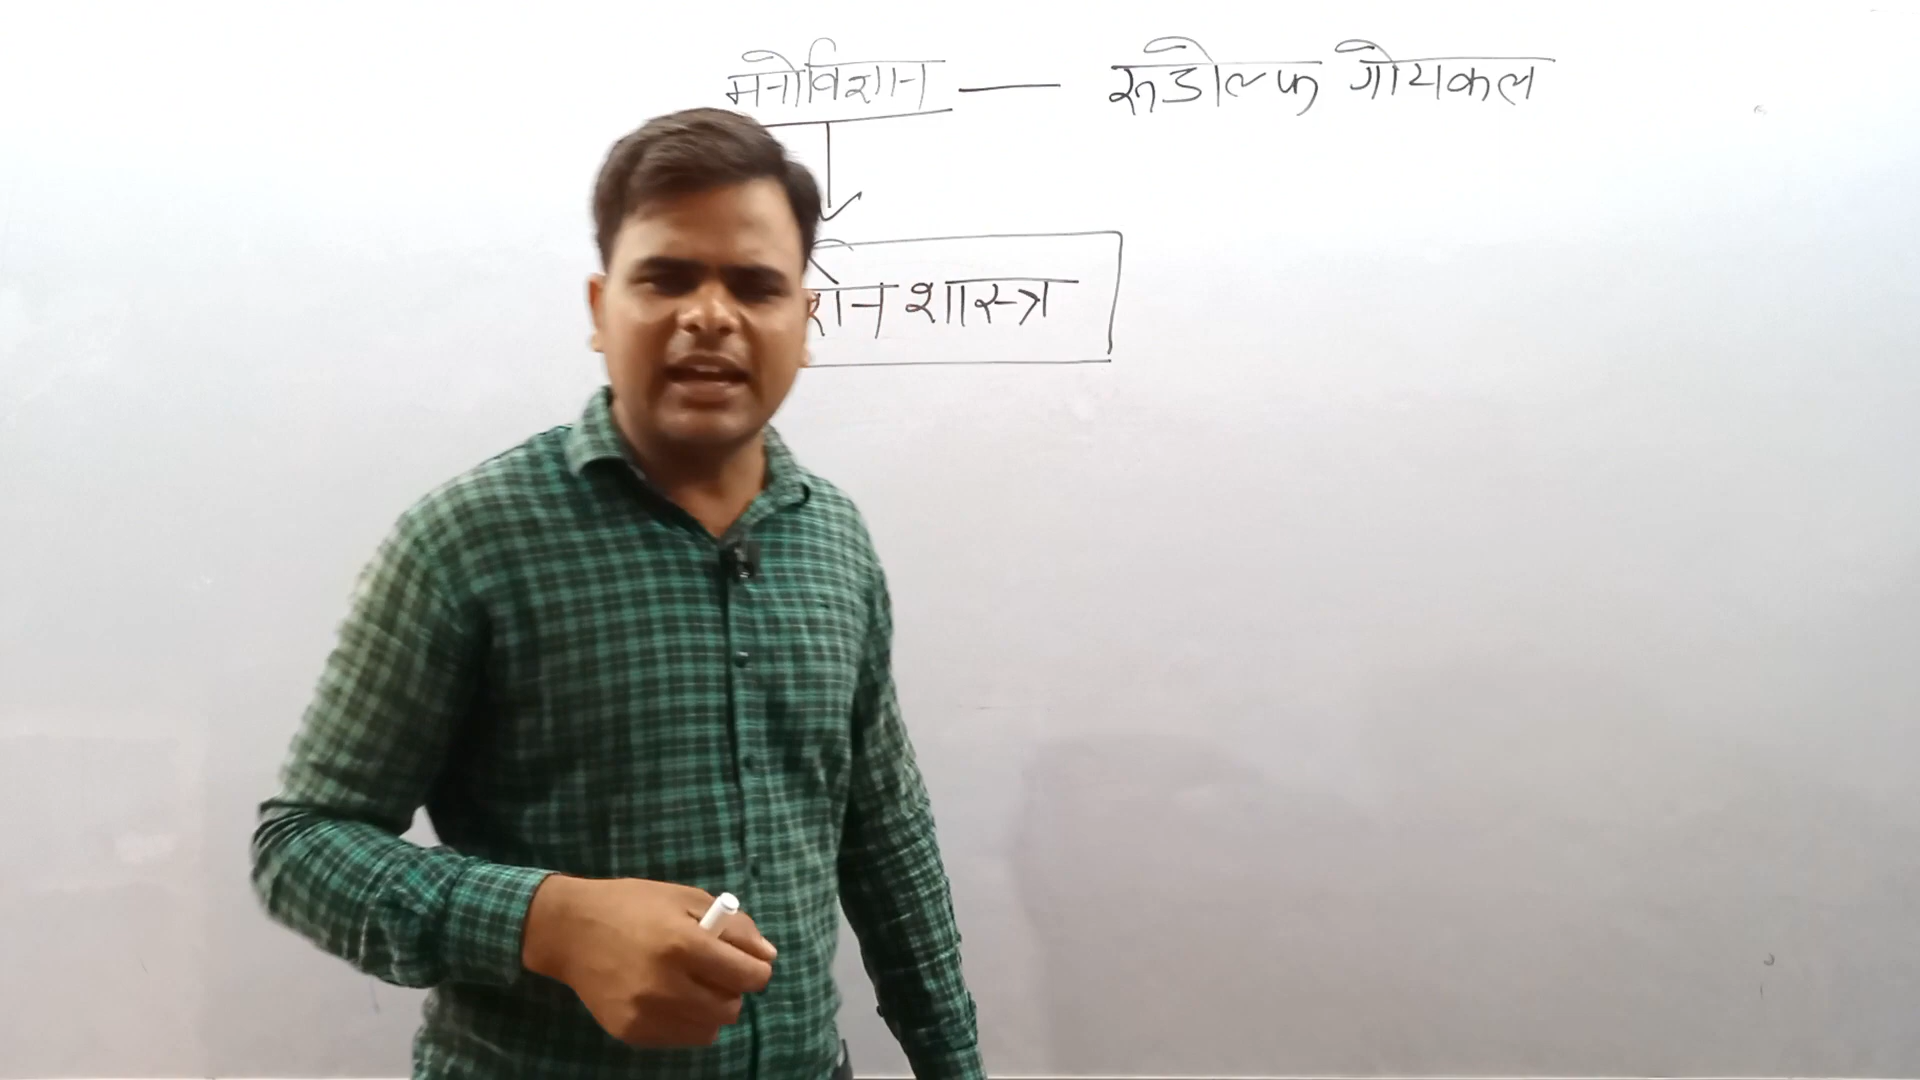 मनोविज्ञान — रूडोल्फ गोयकल
शास्त्र